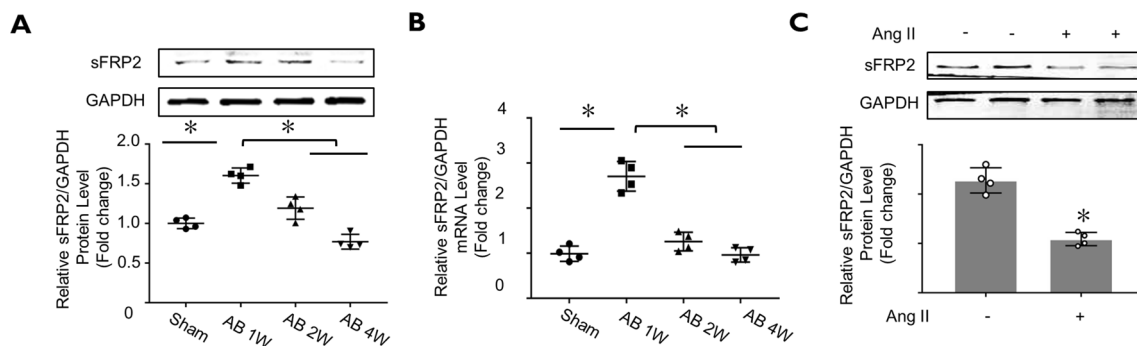 A
sFRP2
GAPDH
Relative sFRP2/GAPDH
Protein Level
(Fold change)
2.0
1.5
1.0
0.5
0
*
*
Sham
AB 1W
AB 2W
AB 4W
B
Relative sFRP2/GAPDH
mRNA Level
(Fold change)
4
3
2
1
0
*
*
Sham
AB 1W
AB 2W
AB 4W
C
Ang II - - + +
sFRP2
GAPDH
Relative sFRP2/GAPDH
Protein Level
(Fold change)
*
Ang II - +